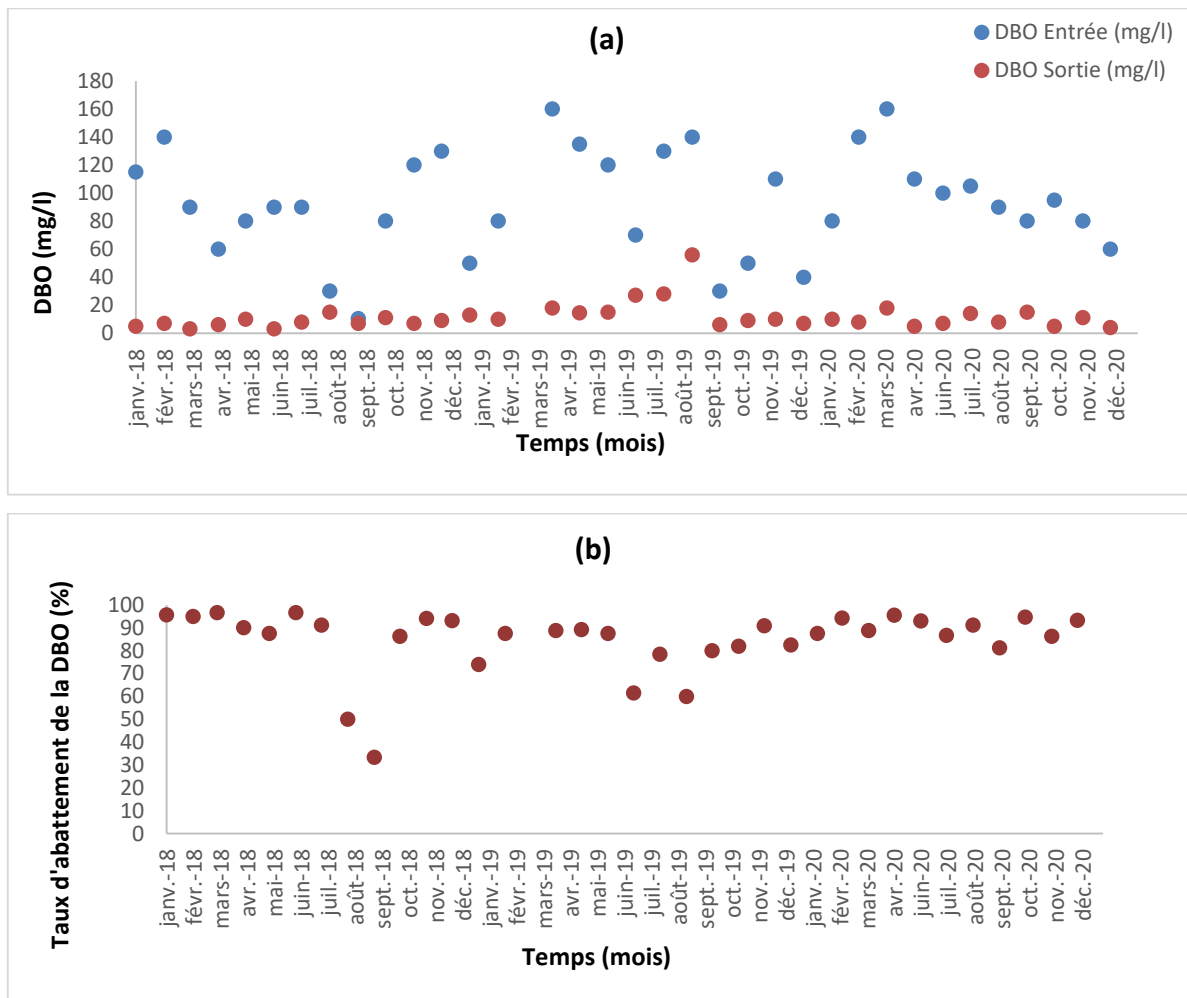 (a)
DBO Entrée (mg/l)
DBO Sortie (mg/l)
DBO (mg/l)
180
160
140
120
100
80
60
40
20
0
janv.-18
févr.-18
mars-18
avr.-18
mai-18
juin-18
juil.-18
août-18
sept.-18
oct.-18
nov.-18
déc.-18
janv.-19
févr.-19
mars-19
avr.-19
mai-19
juin-19
juil.-19
août-19
sept.-19
oct.-19
nov.-19
déc.-19
janv.-20
févr.-20
mars-20
avr.-20
juin-20
juil.-20
août-20
sept.-20
oct.-20
nov.-20
déc.-20
Temps (mois)
(b)
Taux d'abattement de la DBO (%)
100
90
80
70
60
50
40
30
20
10
0
janv.-18
févr.-18
mars-18
avr.-18
mai-18
juin-18
juil.-18
août-18
sept.-18
oct.-18
nov.-18
déc.-18
janv.-19
févr.-19
mars-19
avr.-19
mai-19
juin-19
juil.-19
août-19
sept.-19
oct.-19
nov.-19
déc.-19
janv.-20
févr.-20
mars-20
avr.-20
juin-20
juil.-20
août-20
sept.-20
oct.-20
nov.-20
déc.-20
Temps (mois)